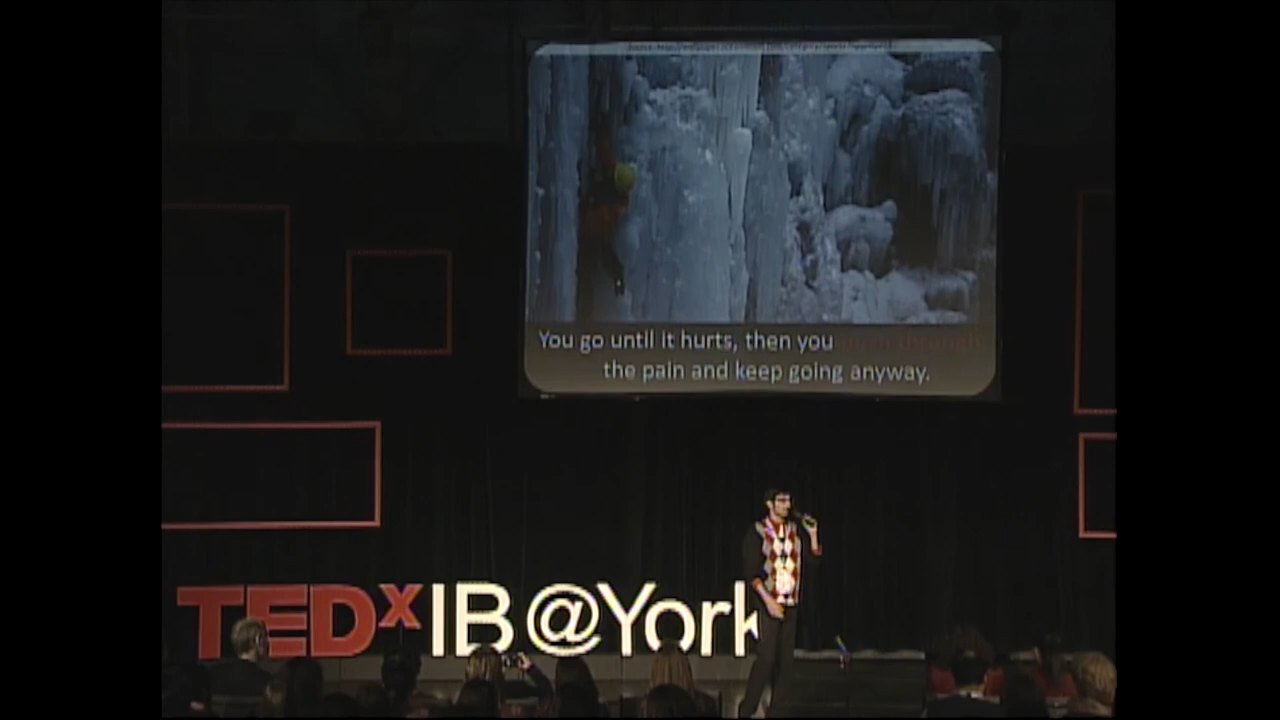 You go until it hurts, then you
the pain and keep going anyway.
TEDxIB@York